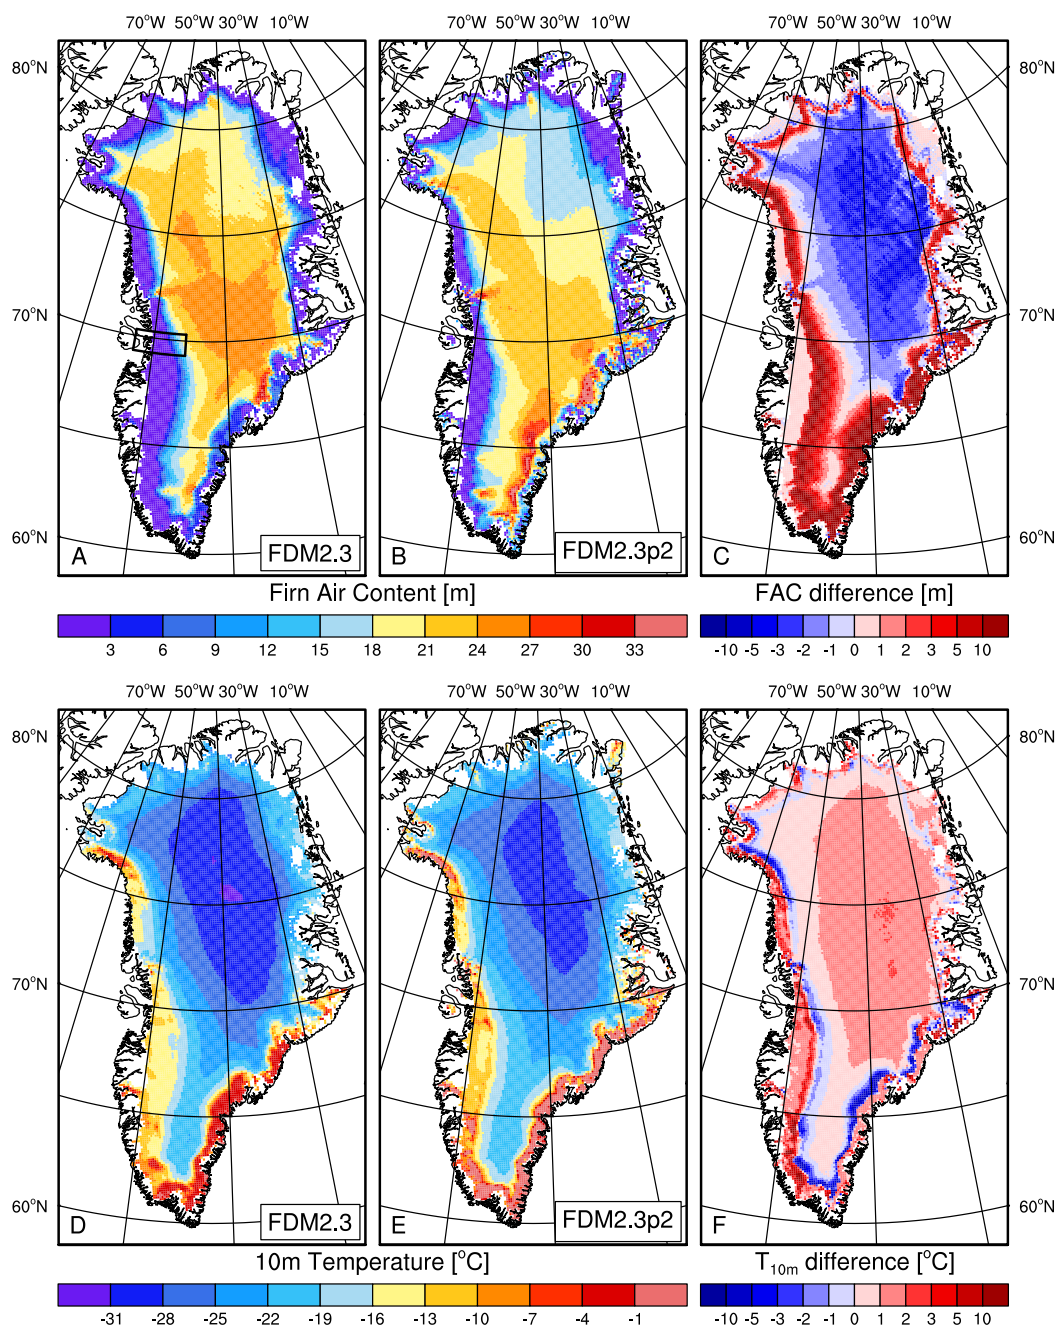 70°W 50°W 30°W 10°W 70°W 50°W 30°W 10°W 70°W 50°W 30°W 10°W
80°N 80°N
70°N 70°N
60°N 60°N
A FDM2.3 B FDM2.3p2 C
Firn Air Content [m] FAC difference [m]
3 6 9 12 15 18 21 24 27 30 33 -10 -5 -3 -2 -1 0 1 2 3 5 10
70°W 50°W 30°W 10°W 70°W 50°W 30°W 10°W 70°W 50°W 30°W 10°W
80°N 80°N
70°N 70°N
60°N 60°N
D FDM2.3 E FDM2.3p2 F
10m Temperature [°C] T10m difference [°C]
-31 -28 -25 -22 -19 -16 -13 -10 -7 -4 -1 -10 -5 -3 -2 -1 0 1 2 3 5 10